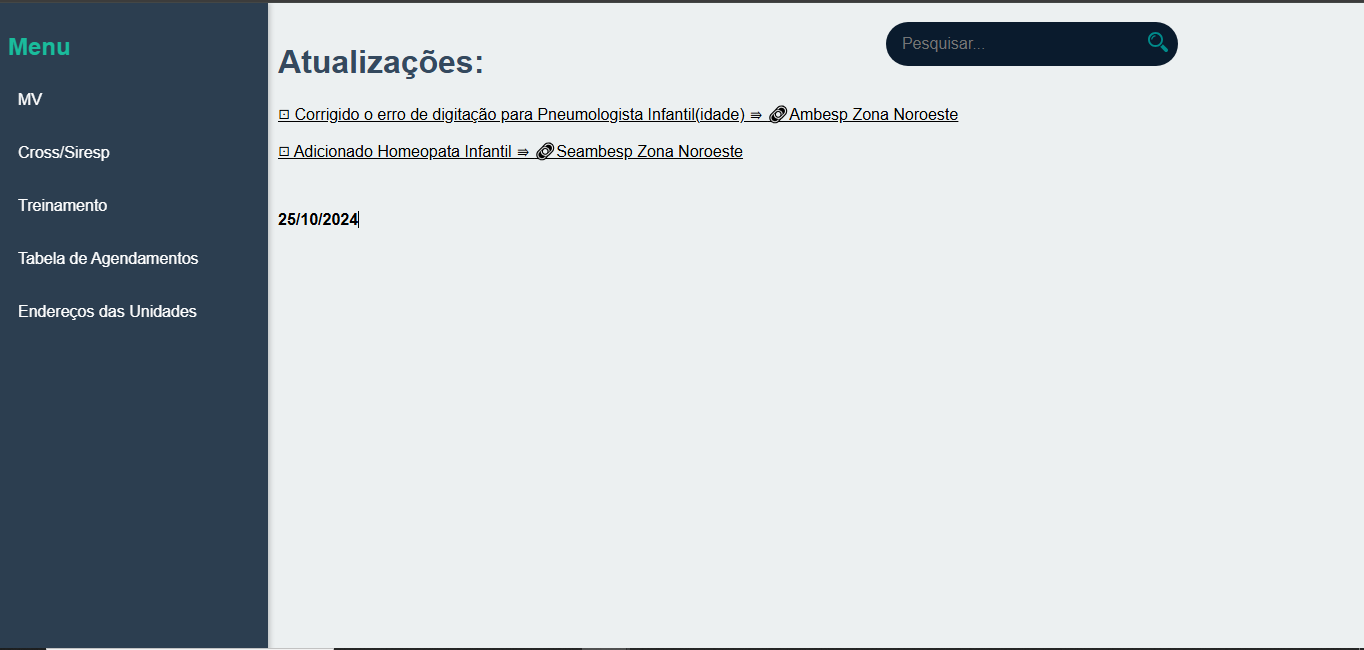 Menu
MV
Cross/Siresp
Treinamento
Tabela de Agendamentos
Endereços das Unidades
Pesquisar...
Atualizações:
⊡ Corrigido o erro de digitação para Pneumologista Infantil(idade) ⇛ 🔗Ambesp Zona Noroeste
⊡ Adicionado Homeopata Infantil ⇛ 🔗Seambesp Zona Noroeste
25/10/2024